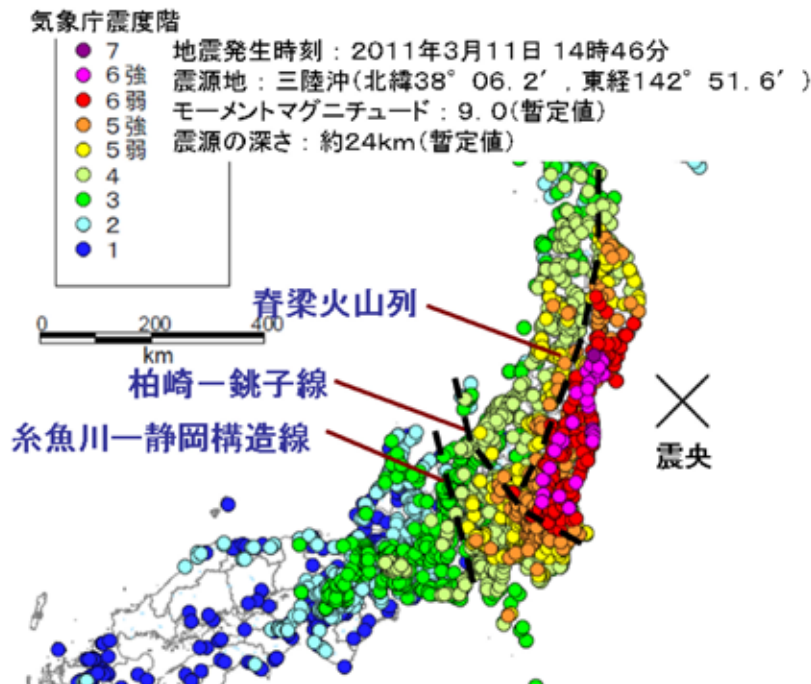 気象庁震度階
7
6強
6弱
5強
5弱
4
3
2
1
地震発生時刻：2011年3月11日 14時46分
震源地：三陸沖(北緯38° 06.2′，東経142° 51.6′)
モーメントマグニチュード：9.0(暫定値)
震源の深さ：約24km(暫定値)
0 200 400
km
脊梁火山列
柏崎－銚子線
糸魚川－静岡構造線
震央